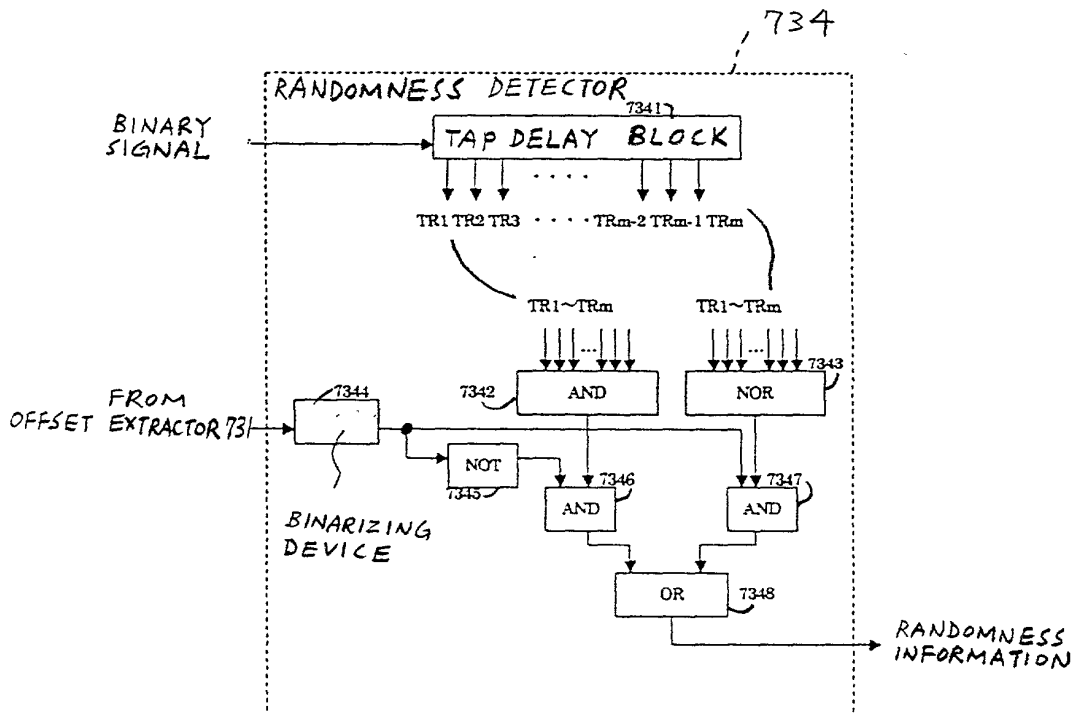 734
RANDOMNESS DETECTOR
7341
BINARY
SIGNAL
TAP DELAY BLOCK
TR1 TR2 TR3 · · · · · TRm-2 TRm-1 TRm
TR1~TRm
TR1~TRm
7342
AND
NOR
7343
FROM
OFFSET EXTRACTOR 731
7344
NOT
7345
7346
AND
7347
AND
BINARIZING
DEVICE
OR
7348
RANDOMNESS
INFORMATION